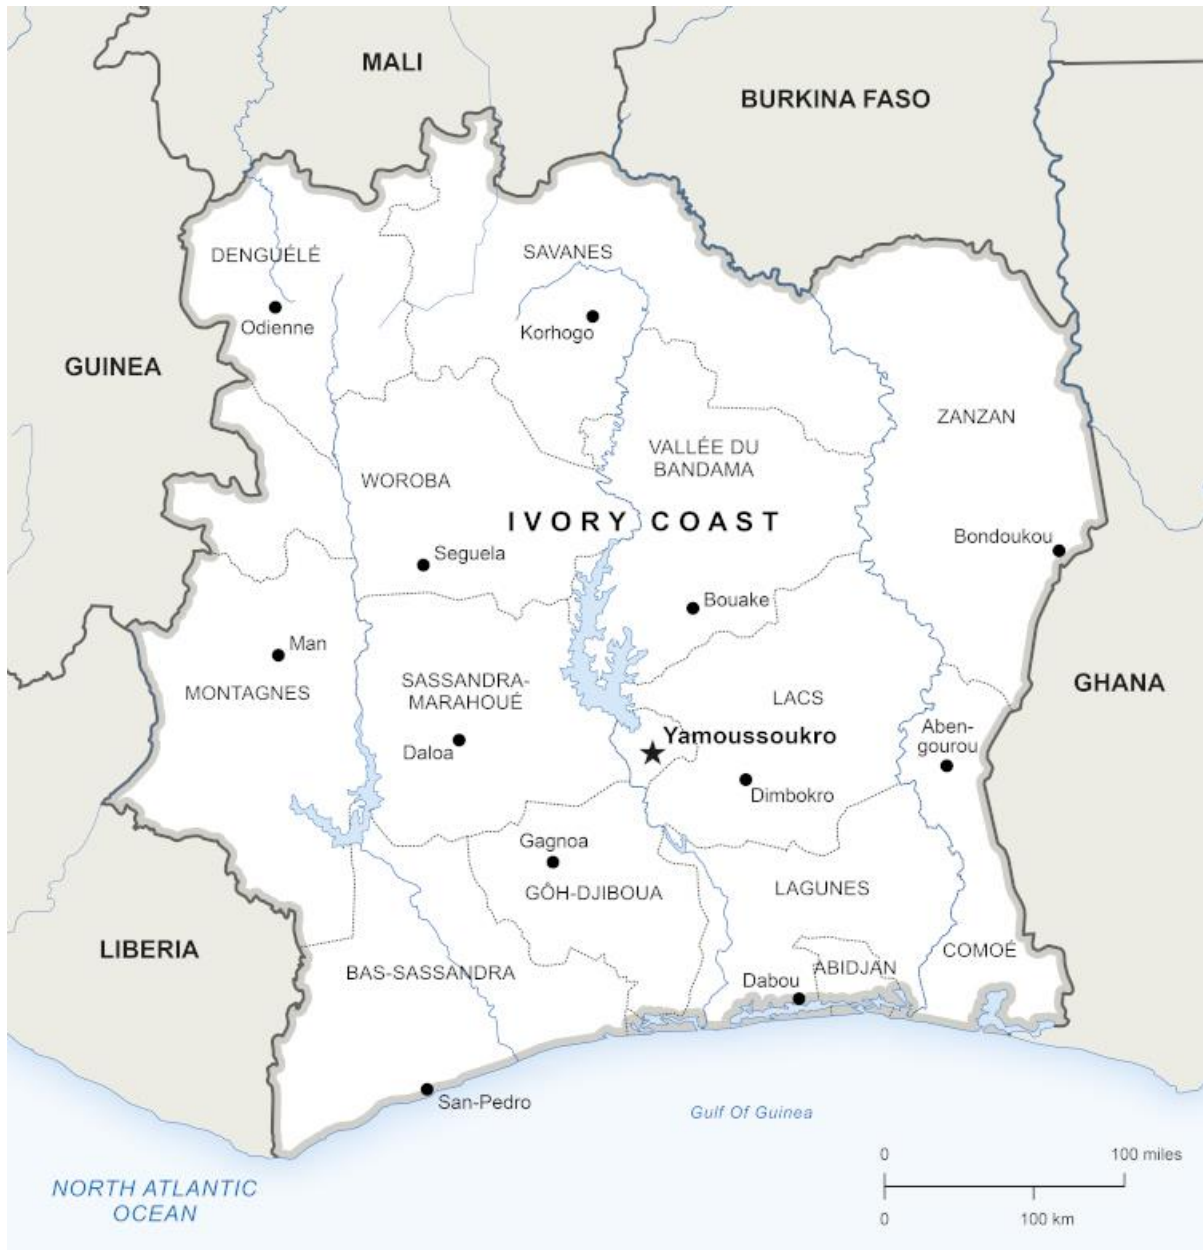 MALI
BURKINA FASO
DENGUÉLÉ
SAVANES
Odienne
Korhogo
GUINEA
ZANZAN
VALLÉE DU
BANDAMA
WOROBA
IVORY COAST
Bondoukou
Seguela
Bouake
Man
MONTAGNES
SASSANDRA-
MARAHOUÉ
GHANA
LACS
Yamoussoukro
Aben-
gourou
Daloa
Dimbokro
Gagnoa
GÔH-DJIBOUA
LAGUNES
LIBERIA
BAS-SASSANDRA
COMOÉ
ABIDJAN
Dabou
San-Pedro
Gulf Of Guinea
0 100 miles
0 100 km
NORTH ATLANTIC
OCEAN